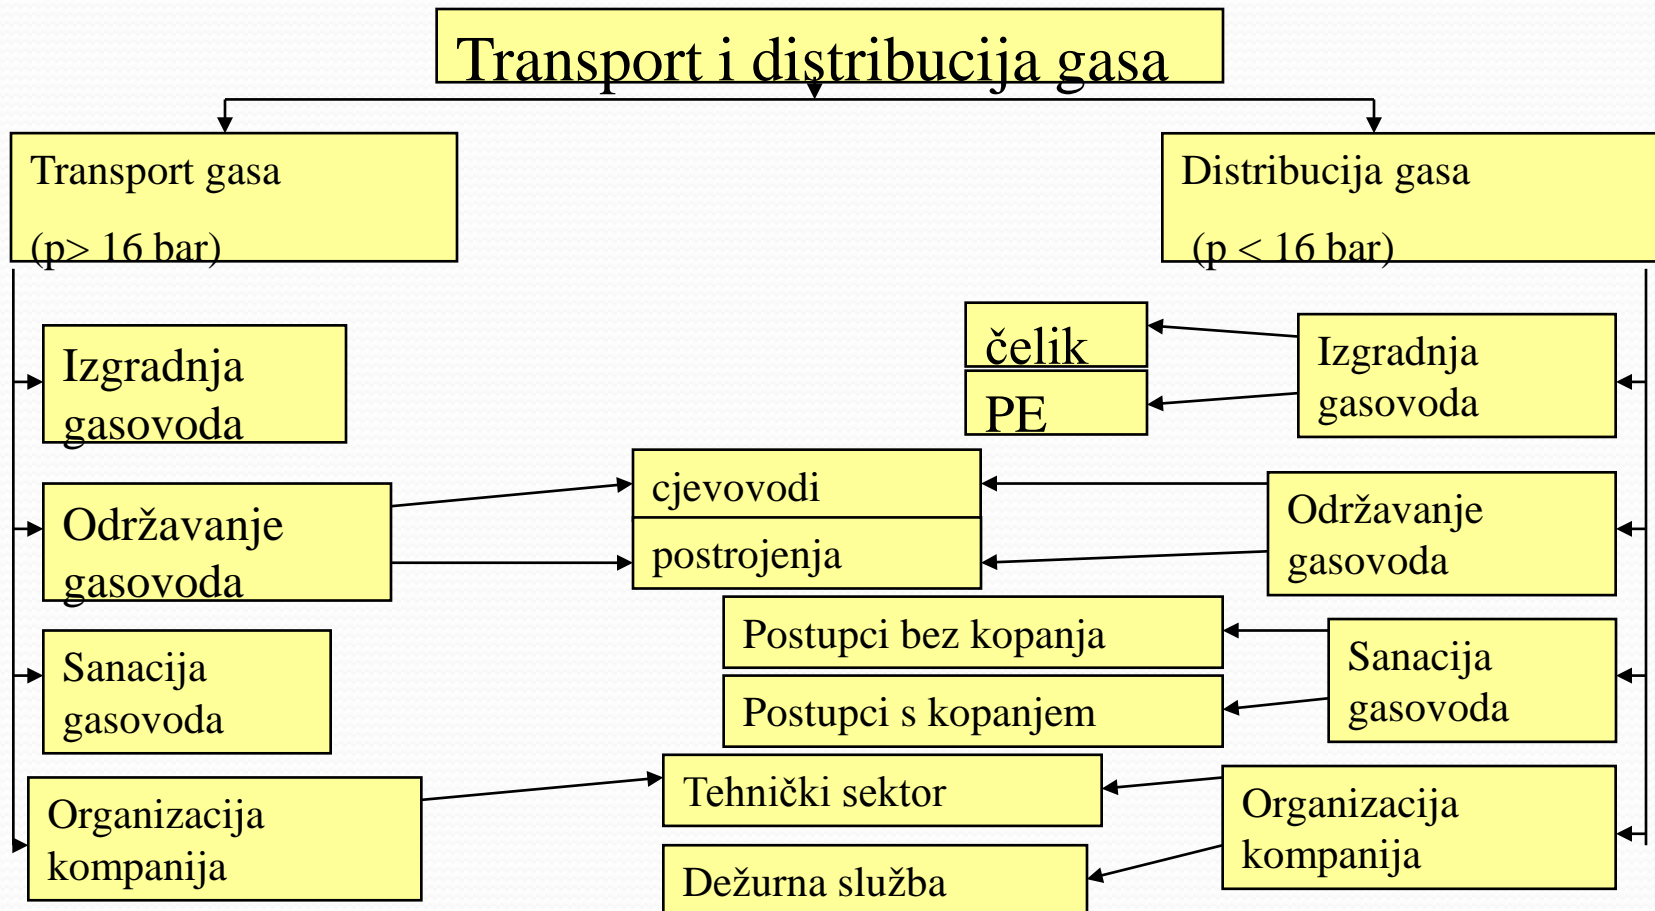 Transport i distribucija gasa
Transport gasa
(p> 16 bar)
Distribucija gasa
(p < 16 bar)
Izgradnja
gasovoda
čelik
PE
Izgradnja
gasovoda
Održavanje
gasovoda
cjevovodi
postrojenja
Održavanje
gasovoda
Sanacija
gasovoda
Postupci bez kopanja
Postupci s kopanjem
Sanacija
gasovoda
Organizacija
kompanija
Tehnički sektor
Dežurna služba
Organizacija
kompanija